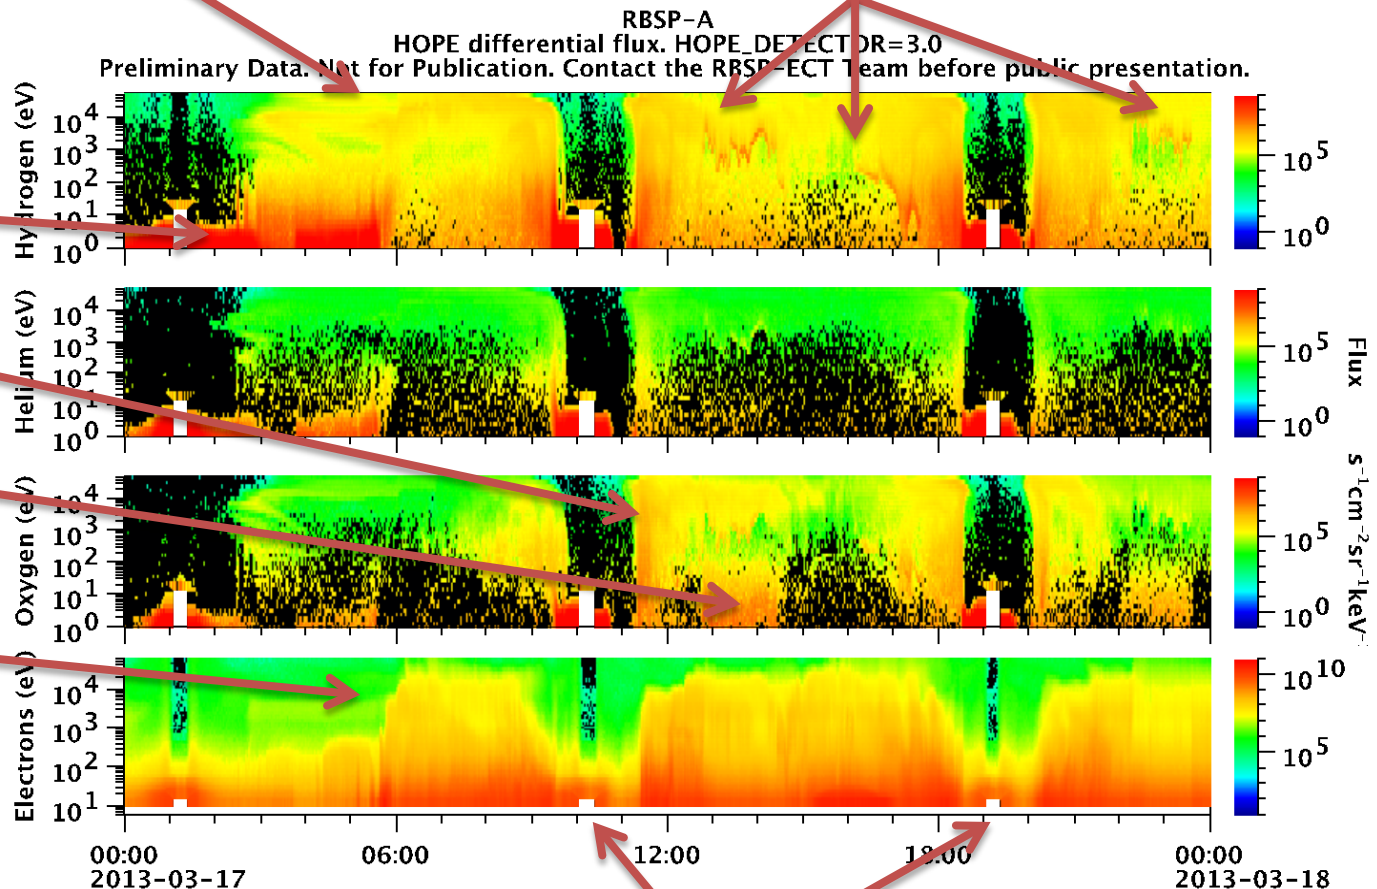 RBSP-A
HOPE differential flux. HOPE_DETECTOR=3.0
Preliminary Data. Not for Publication. Contact the RBSP-ECT Team before public presentation.
Hydrogen (eV)
10^4
10^3
10^2
10^1
10^0
10^5
10^0
Helium (eV)
10^4
10^3
10^2
10^1
10^0
10^5
10^0
Flux
Oxygen (eV)
10^4
10^3
10^2
10^1
10^0
10^5
10^0
s^-1cm^-2sr^-1keV^-
Electrons (eV)
10^4
10^3
10^2
10^1
10^10
10^5
00:00 06:00 12:00 18:00 00:00
2013-03-17 2013-03-18